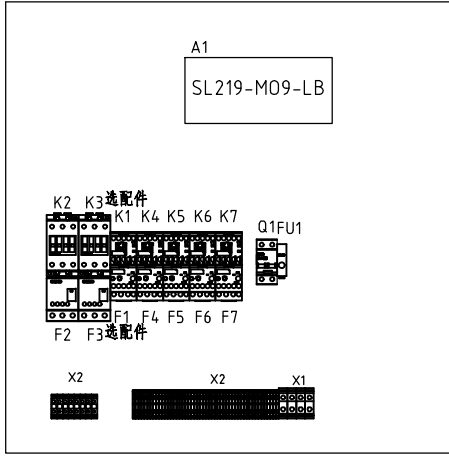 A1
SL219-M09-LB
K2 K3选配件
K1 K4 K5 K6 K7
Q1FU1
F1 F4 F5 F6 F7
F2 F3选配件
X2 X2 X1